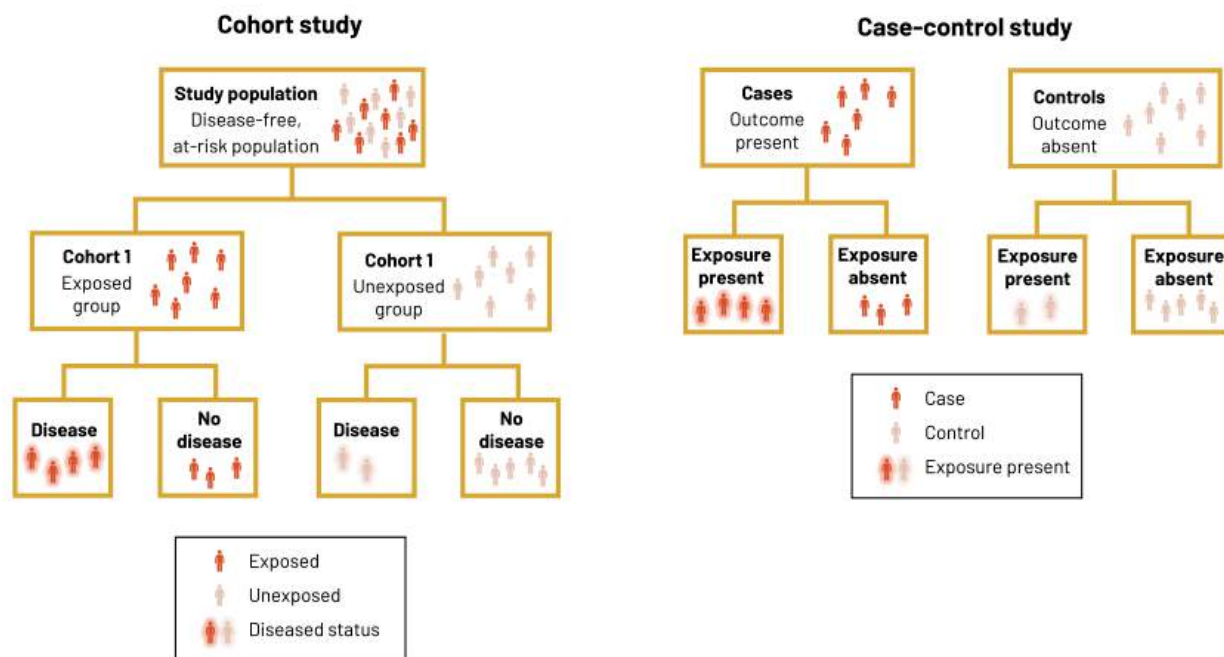 Cohort study
Study population
Disease-free,
at-risk population
Cohort 1
Exposed
group
Cohort 1
Unexposed
group
Disease
No
disease
Disease
No
disease
Exposed
Unexposed
Diseased status
Case-control study
Cases
Outcome
present
Controls
Outcome
absent
Exposure
present
Exposure
absent
Exposure
present
Exposure
absent
Case
Control
Exposure present